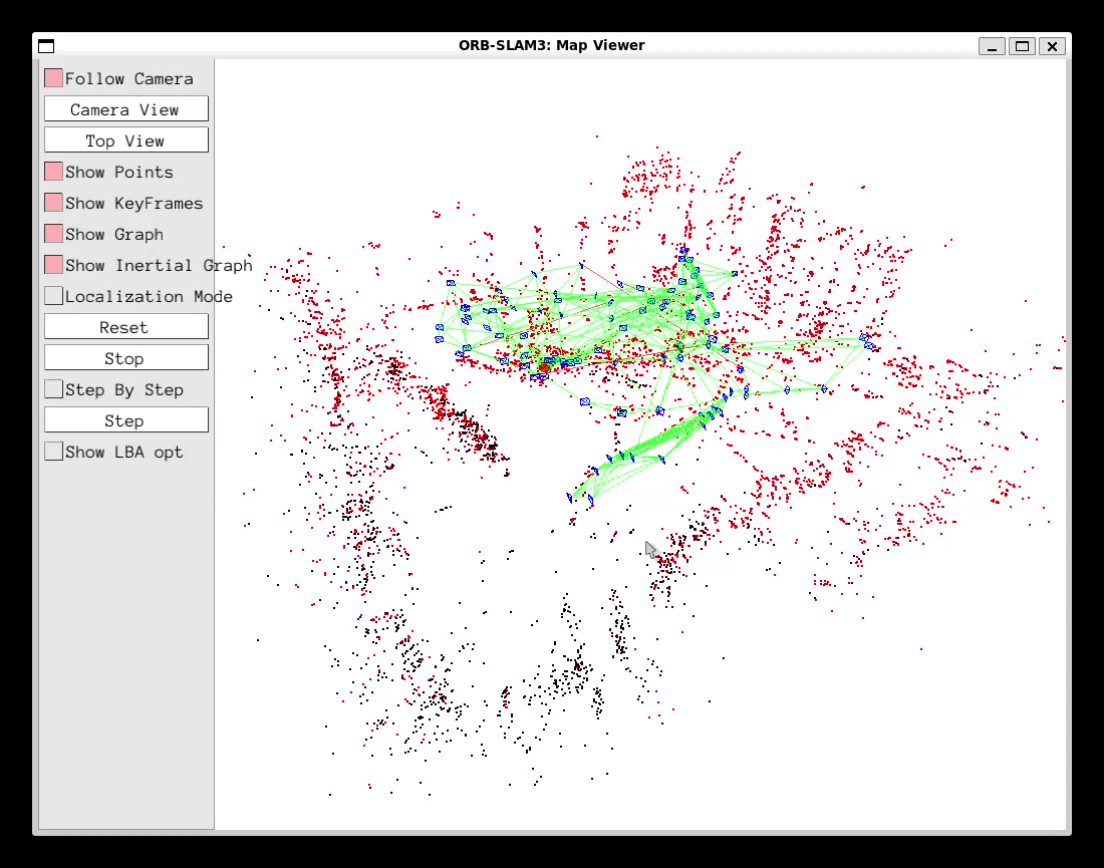 ORB-SLAM3: Map Viewer
Follow Camera
Camera View
Top View
Show Points
Show KeyFrames
Show Graph
Show Inertial Graph
Localization Mode
Reset
Stop
Step By Step
Step
Show LBA opt